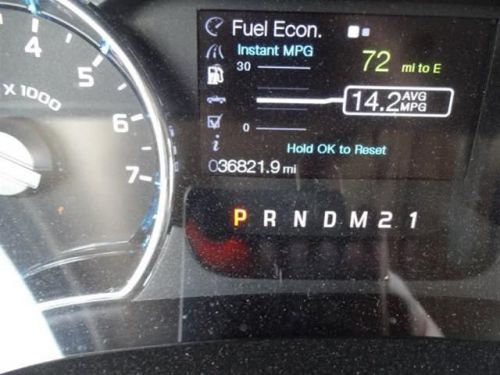 Fuel Econ.
Instant MPG
30
72 mi to E
14.2 AVG MPG
0
Hold OK to Reset
036821.9 mi
P R N D M 2 1
4
5
x 1000
6
7